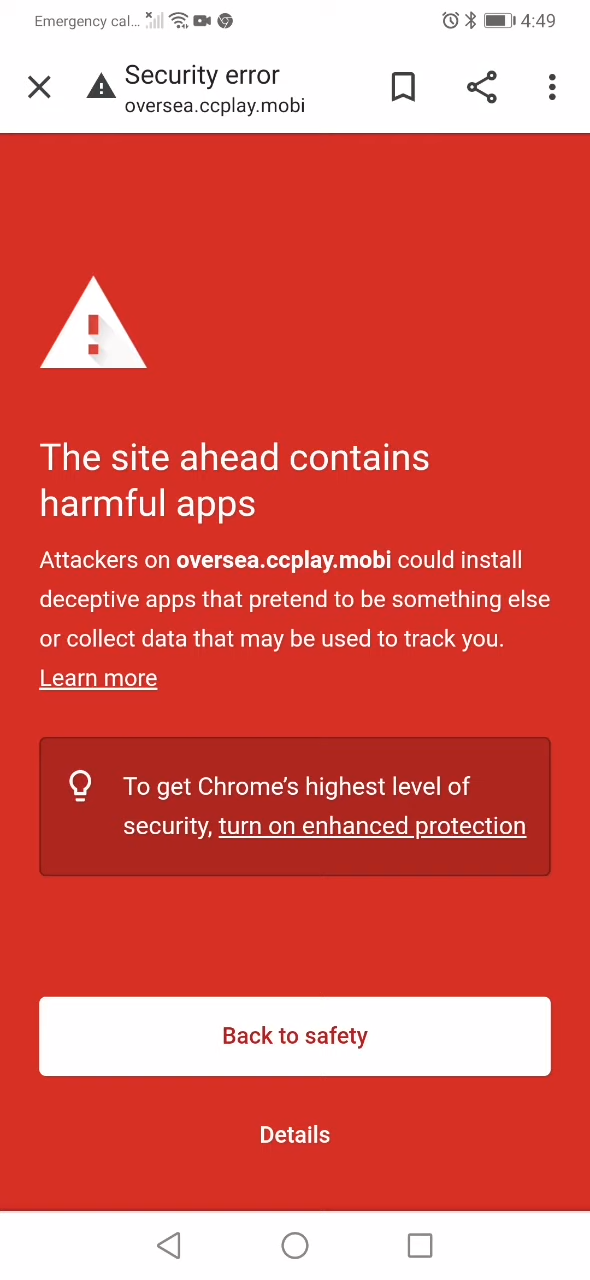 Emergency cal... 4:49
Security error
oversea.ccplay.mobi
The site ahead contains
harmful apps
Attackers on oversea.ccplay.mobi could install
deceptive apps that pretend to be something else
or collect data that may be used to track you.
Learn more
To get Chrome’s highest level of
security, turn on enhanced protection
Back to safety
Details